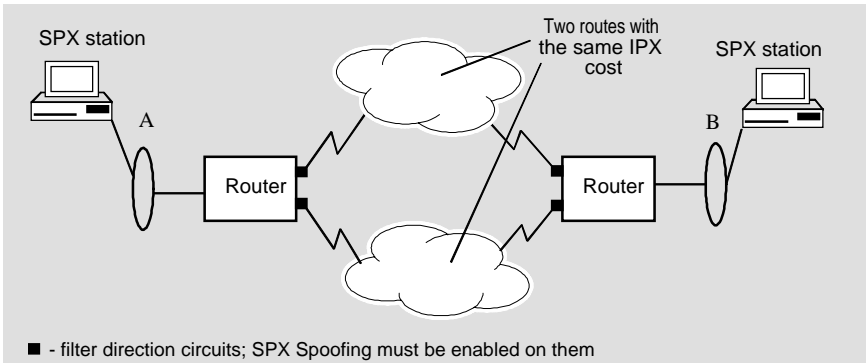 SPX station
Two routes with
the same IPX
cost
SPX station
A
B
Router
Router
■ - filter direction circuits; SPX Spoofing must be enabled on them